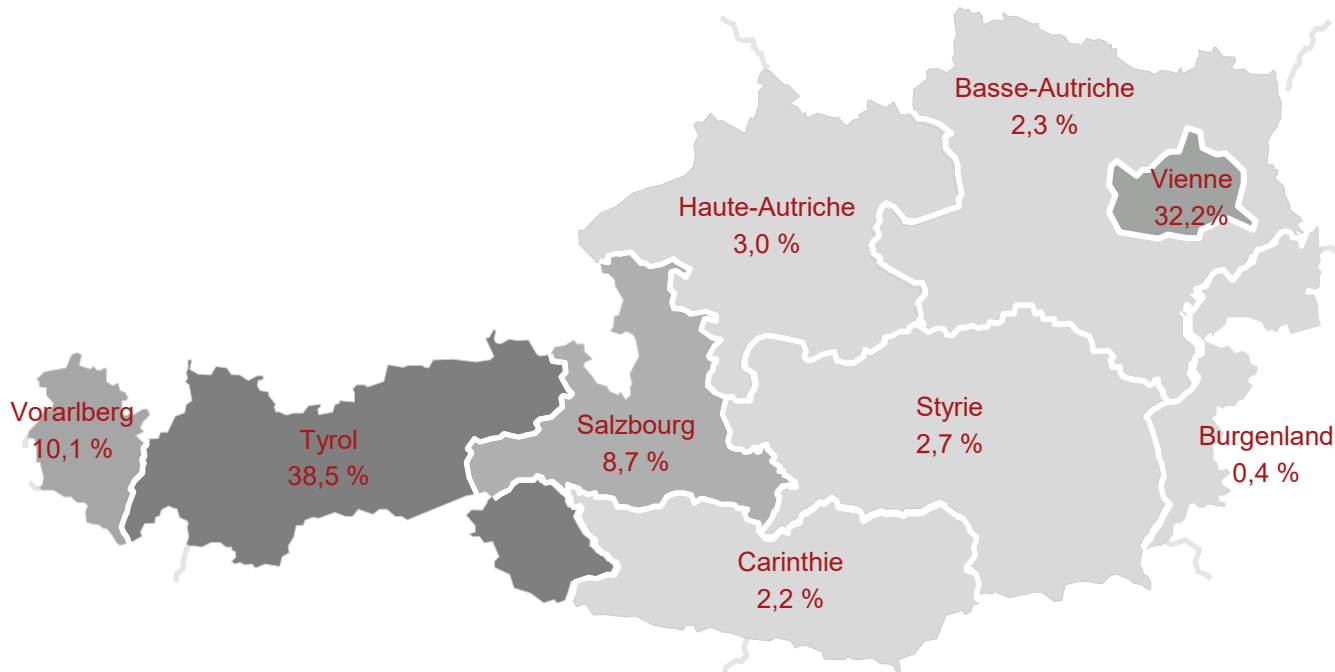 Basse-Autriche
2,3 %
Vienne
32,2%
Haute-Autriche
3,0 %
Vorarlberg
10,1 %
Tyrol
38,5 %
Salzbourg
8,7 %
Styrie
2,7 %
Burgenland
0,4 %
Carinthie
2,2 %